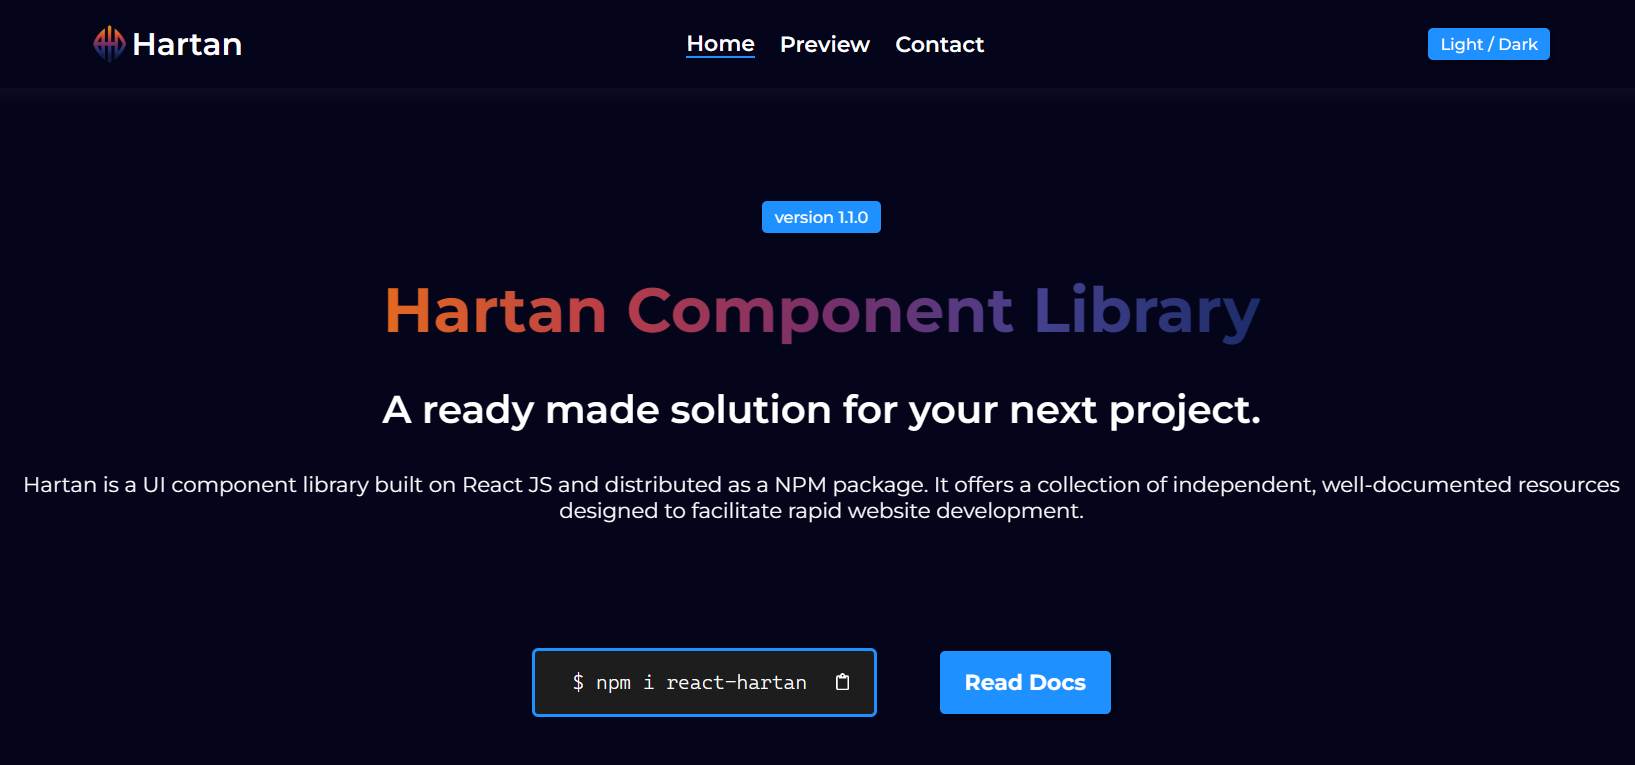 Hartan
Home Preview Contact
Light / Dark
version 1.1.0
Hartan Component Library
A ready made solution for your next project.
Hartan is a UI component library built on React JS and distributed as a NPM package. It offers a collection of independent, well-documented resources
designed to facilitate rapid website development.
$ npm i react-hartan
Read Docs